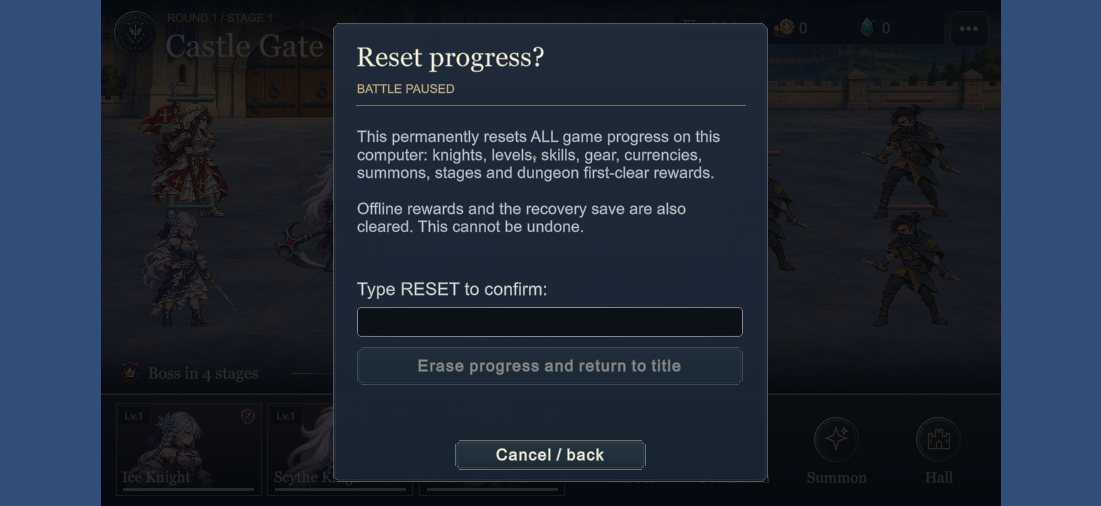 ROUND 1 / STAGE 1
Castle Gate
0
0
Reset progress?
BATTLE PAUSED
This permanently resets ALL game progress on this
computer: knights, levels, skills, gear, currencies,
summons, stages and dungeon first-clear rewards.
Offline rewards and the recovery save are also
cleared. This cannot be undone.
Type RESET to confirm:
Erase progress and return to title
Boss in 4 stages
Cancel / back
Lv.1
Ice Knight
Lv.1
Scythe
Summon
Hall